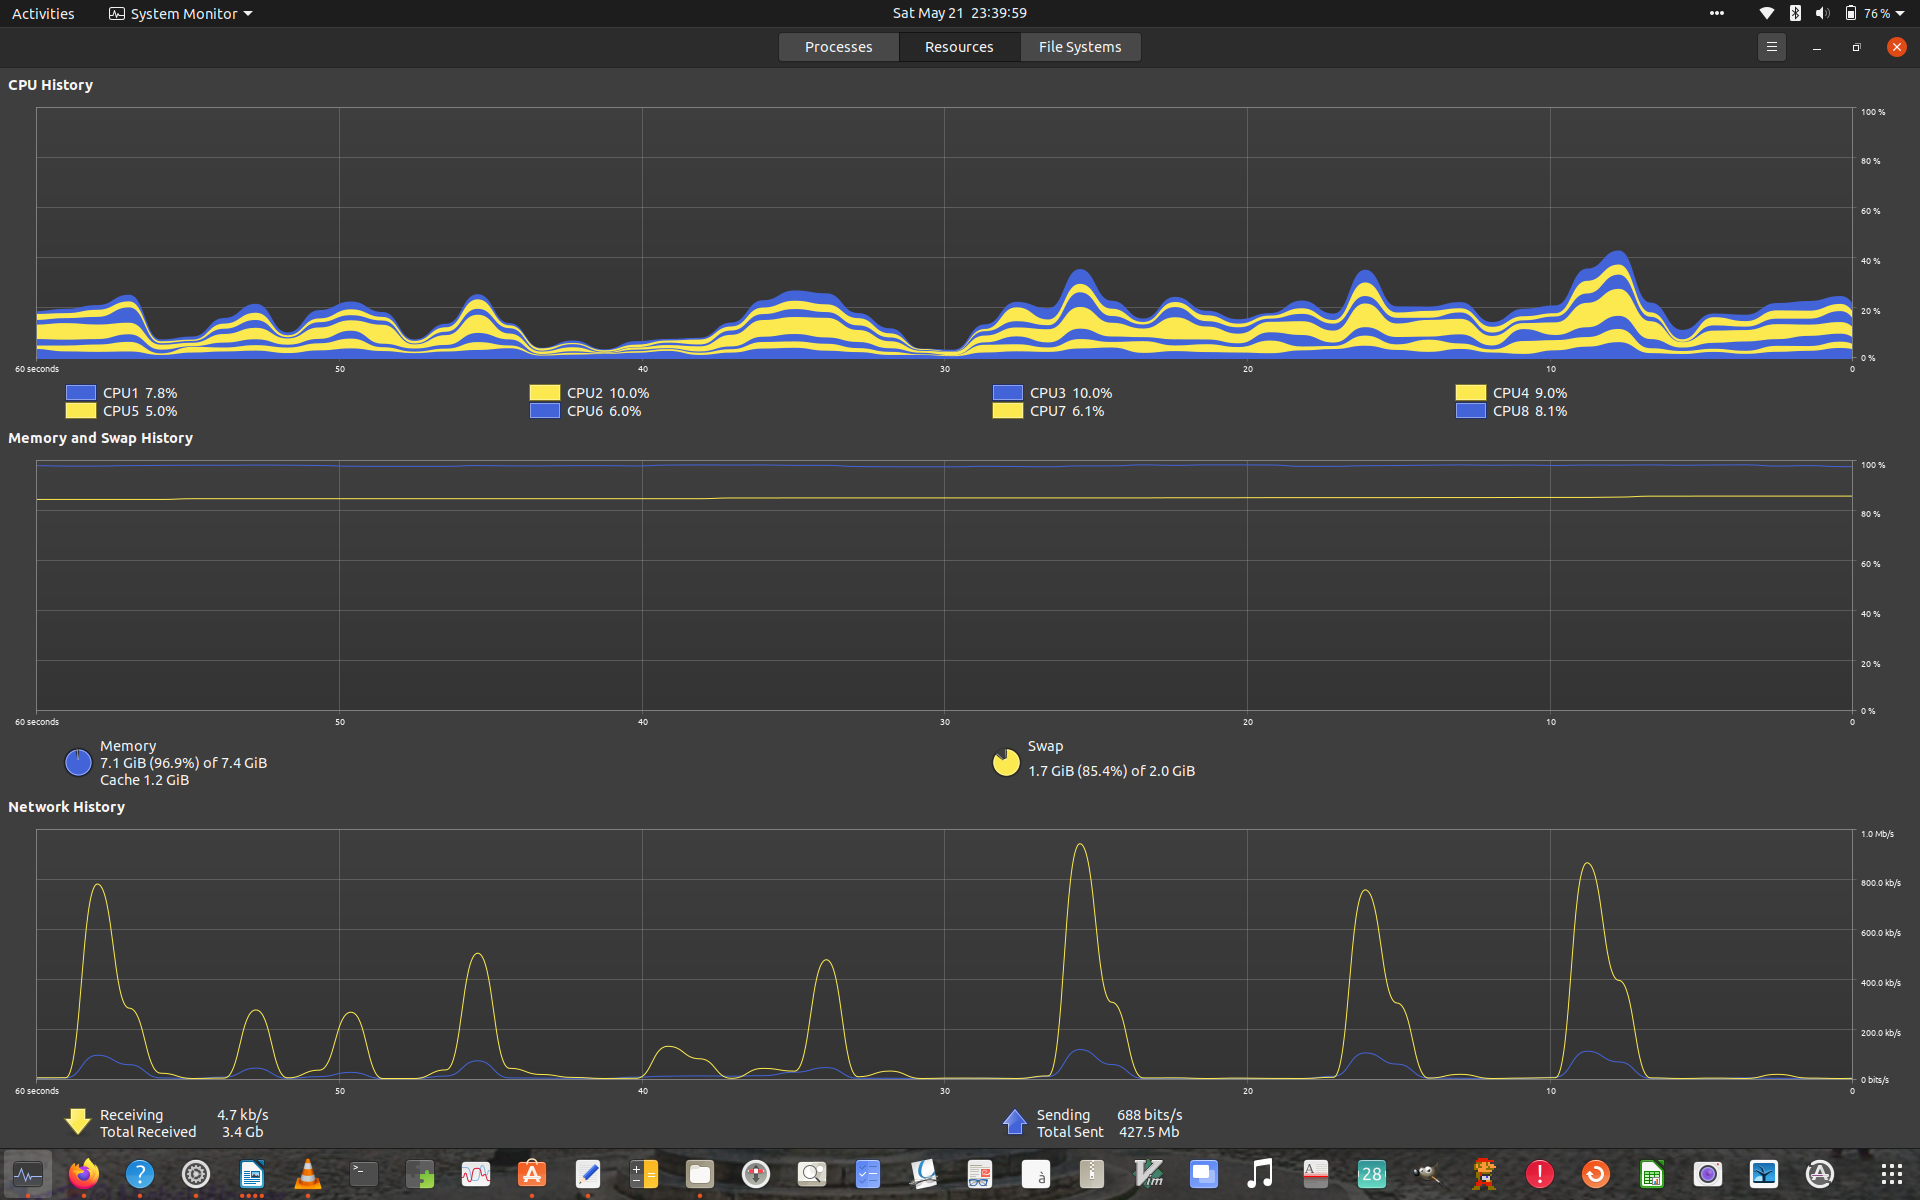 Activities System Monitor Sat May 21 23:39:59 76 %
Processes Resources File Systems
CPU History
100 %
80 %
60 %
40 %
20 %
0 %
60 seconds 50 40 30 20 10 0
CPU1 7.8% CPU2 10.0% CPU3 10.0% CPU4 9.0%
CPU5 5.0% CPU6 6.0% CPU7 6.1% CPU8 8.1%
Memory and Swap History
100 %
80 %
60 %
40 %
20 %
0 %
60 seconds 50 40 30 20 10 0
Memory
7.1 GiB (96.9%) of 7.4 GiB
Cache 1.2 GiB
Swap
1.7 GiB (85.4%) of 2.0 GiB
Network History
1.0 Mb/s
800.0 kb/s
600.0 kb/s
400.0 kb/s
200.0 kb/s
0 bits/s
60 seconds 50 40 30 20 10 0
Receiving 4.7 kb/s Sending 688 bits/s
Total Received 3.4 Gb Total Sent 427.5 Mb
? >_ A à Vim A 28 !